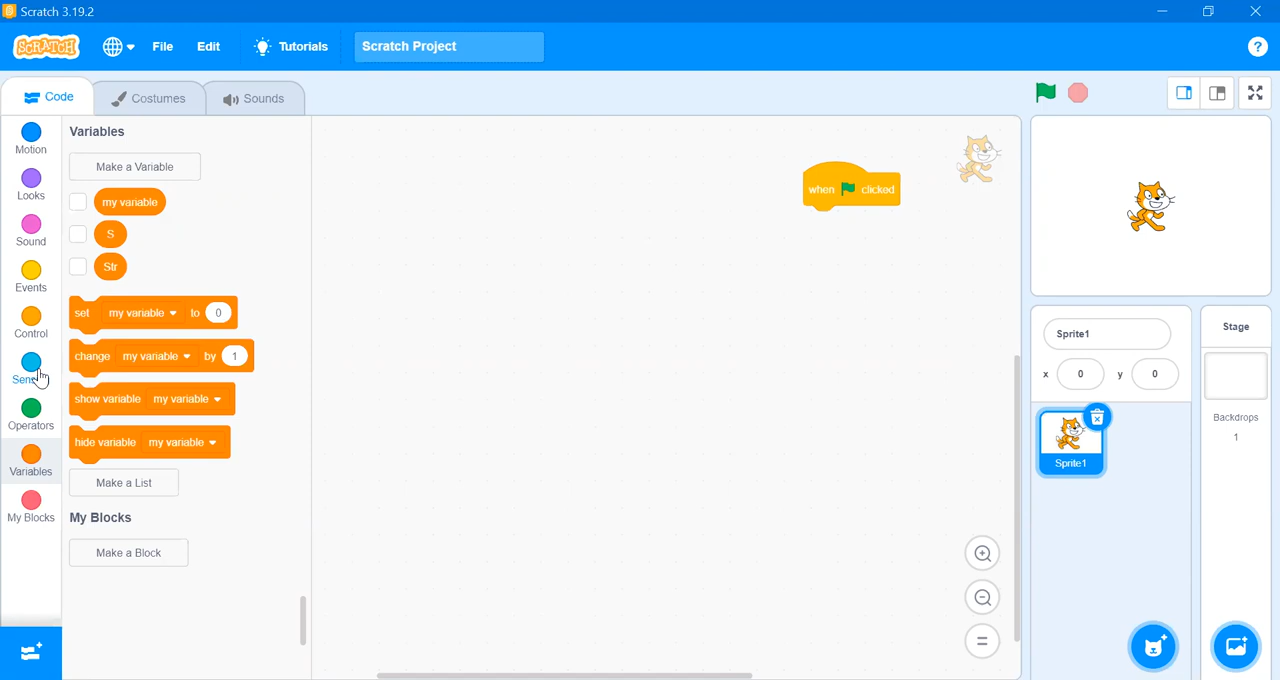 Scratch 3.19.2
SCRATCH
File
Edit
Tutorials
Scratch Project
?
Code
Costumes
Sounds
Motion
Looks
Sound
Events
Control
Operators
Variables
My Blocks
Variables
Make a Variable
my variable
S
Str
set my variable to 0
change my variable by 1
show variable my variable
hide variable my variable
Make a List
My Blocks
Make a Block
when clicked
Sprite1
x 0 y 0
Sprite1
Stage
Backdrops
1